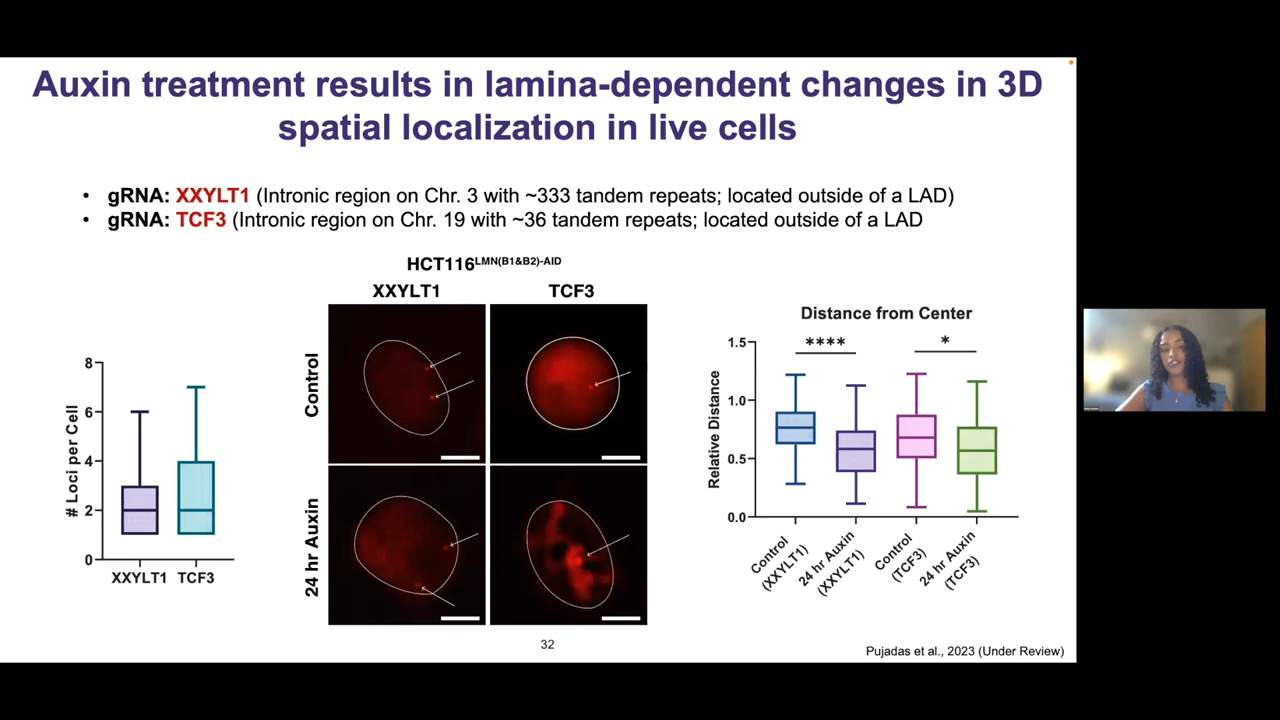 Auxin treatment results in lamina-dependent changes in 3D
spatial localization in live cells
• gRNA: XXYLT1 (Intronic region on Chr. 3 with ~333 tandem repeats; located outside of a LAD)
• gRNA: TCF3 (Intronic region on Chr. 19 with ~36 tandem repeats; located outside of a LAD
# Loci per Cell
8
6
4
2
0
XXYLT1 TCF3
HCT116LMN(B1&B2)-AID
XXYLT1 TCF3
Control
24 hr Auxin
Distance from Center
Relative Distance
1.5
1.0
0.5
0.0
**** *
Control
(XXYLT1)
24 hr Auxin
(XXYLT1)
Control
(TCF3)
24 hr Auxin
(TCF3)
32
Pujadas et al., 2023 (Under Review)